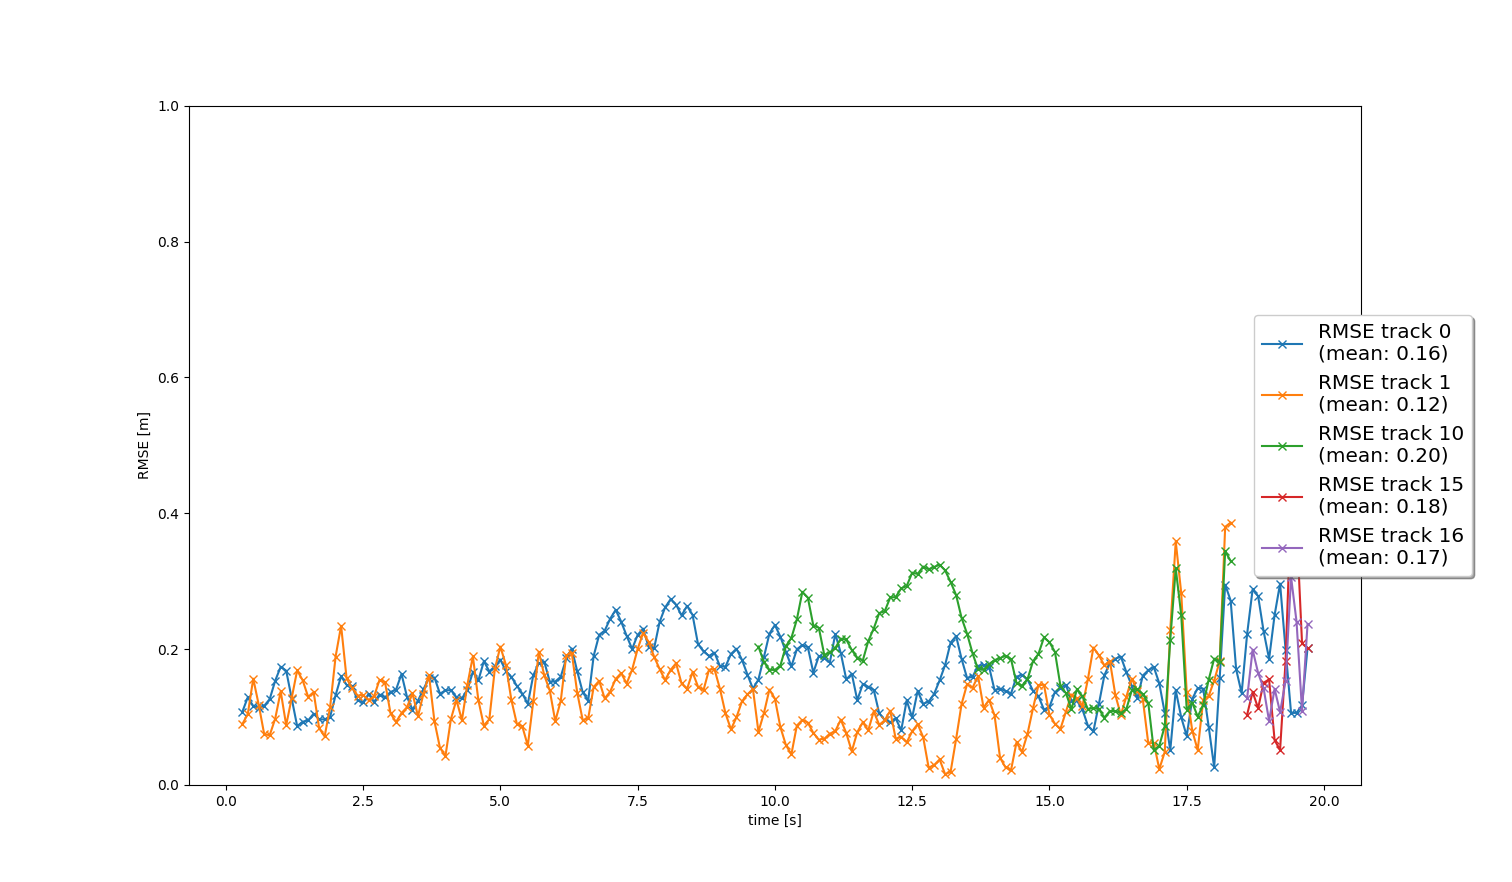 1.0
0.8
0.6
0.4
0.2
0.0
RMSE [m]
0.0 2.5 5.0 7.5 10.0 12.5 15.0 17.5 20.0
time [s]
RMSE track 0
(mean: 0.16)
RMSE track 1
(mean: 0.12)
RMSE track 10
(mean: 0.20)
RMSE track 15
(mean: 0.18)
RMSE track 16
(mean: 0.17)